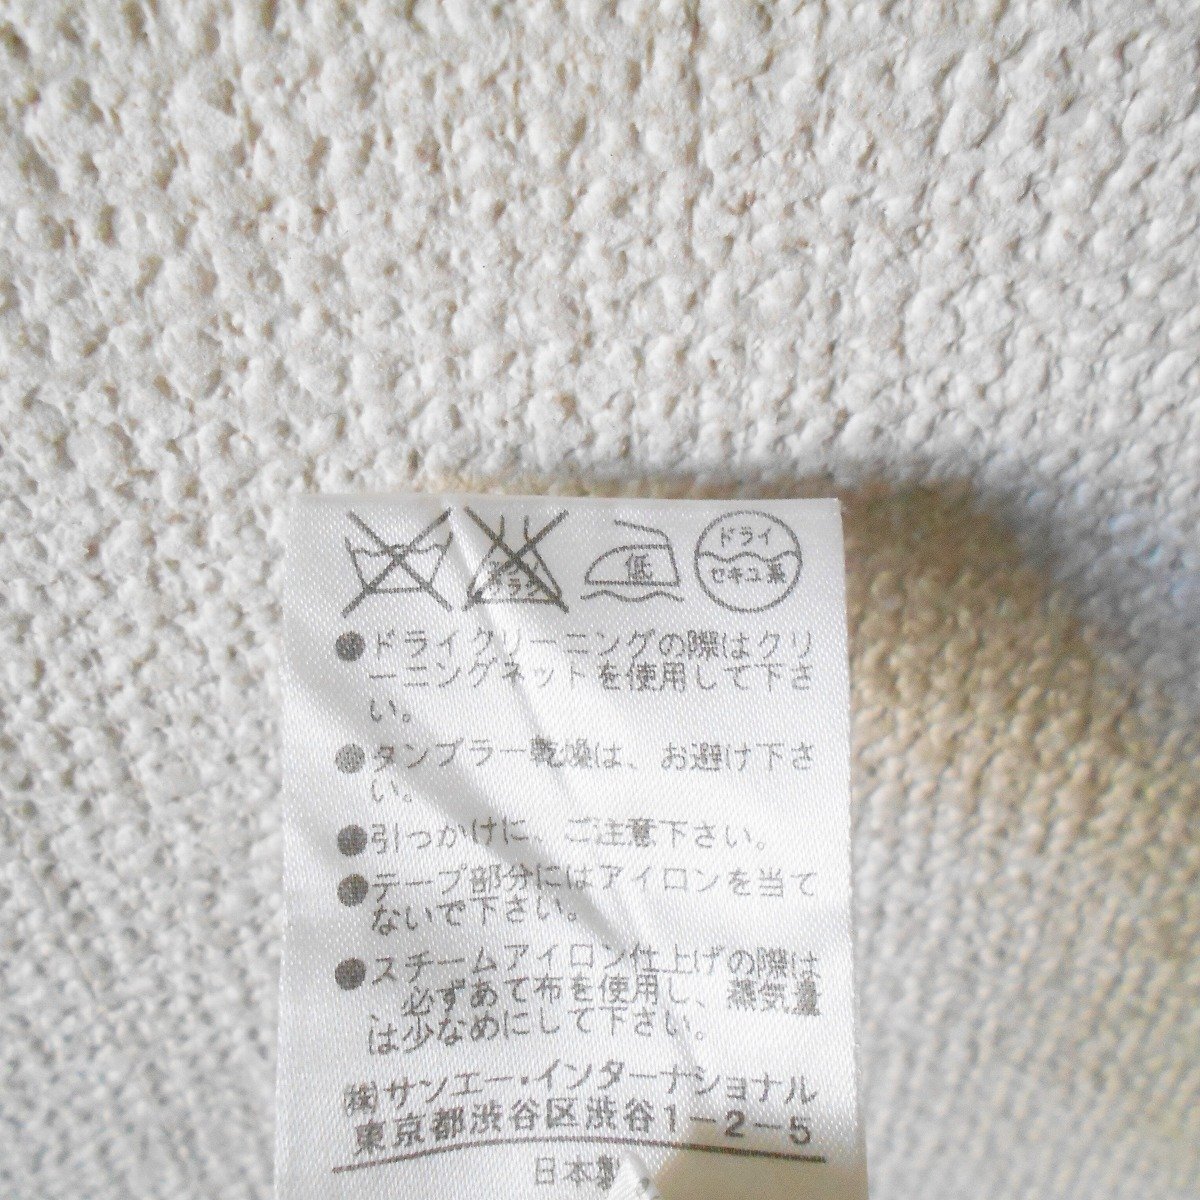 エンソ
サラシ
低
ドライ
セキユ系
●ドライクリーニングの際はクリ
ーニングネットを使用して下さ
い。
●タンブラー乾燥は、お避け下さ
い。
●引っかけに、ご注意下さい。
●テープ部分にはアイロンを当て
ないで下さい。
●スチームアイロン仕上げの際は
必ずあて布を使用し、蒸気量
は少なめにして下さい。
㈱サンエー・インターナショナル
東京都渋谷区渋谷1-2-5
日本製